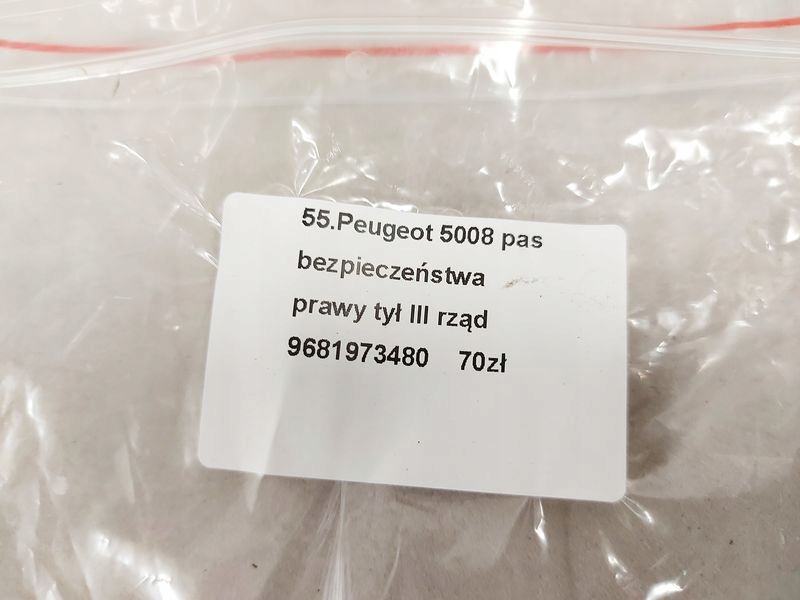 55.Peugeot 5008 pas
bezpieczeństwa
prawy tył III rząd
9681973480 70zł